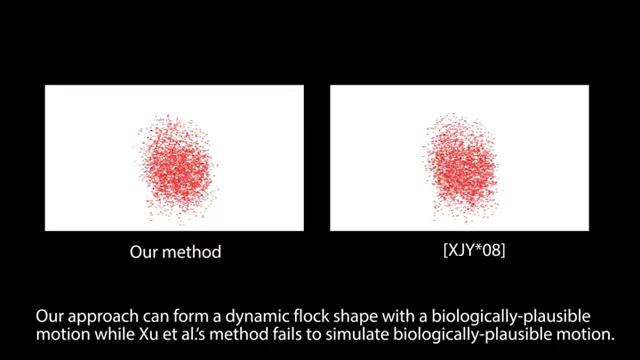 Our method
[XJY*08]
Our approach can form a dynamic flock shape with a biologically-plausible
motion while Xu et al.'s method fails to simulate biologically-plausible motion.